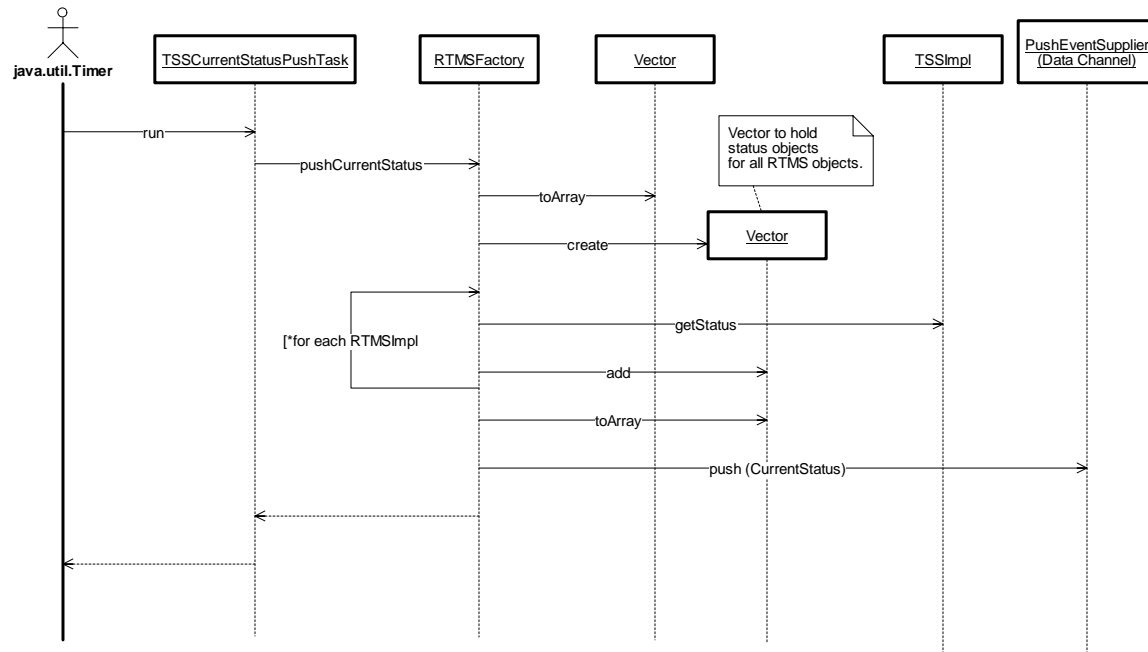 java.util.Timer
TSSCurrentStatusPushTask
RTMSFactory
Vector
TSSImpl
PushEventSupplier
(Data Channel)
run
Vector to hold
status objects
for all RTMS objects.
pushCurrentStatus
toArray
create
Vector
[*for each RTMSImpl
getStatus
add
toArray
push (CurrentStatus)